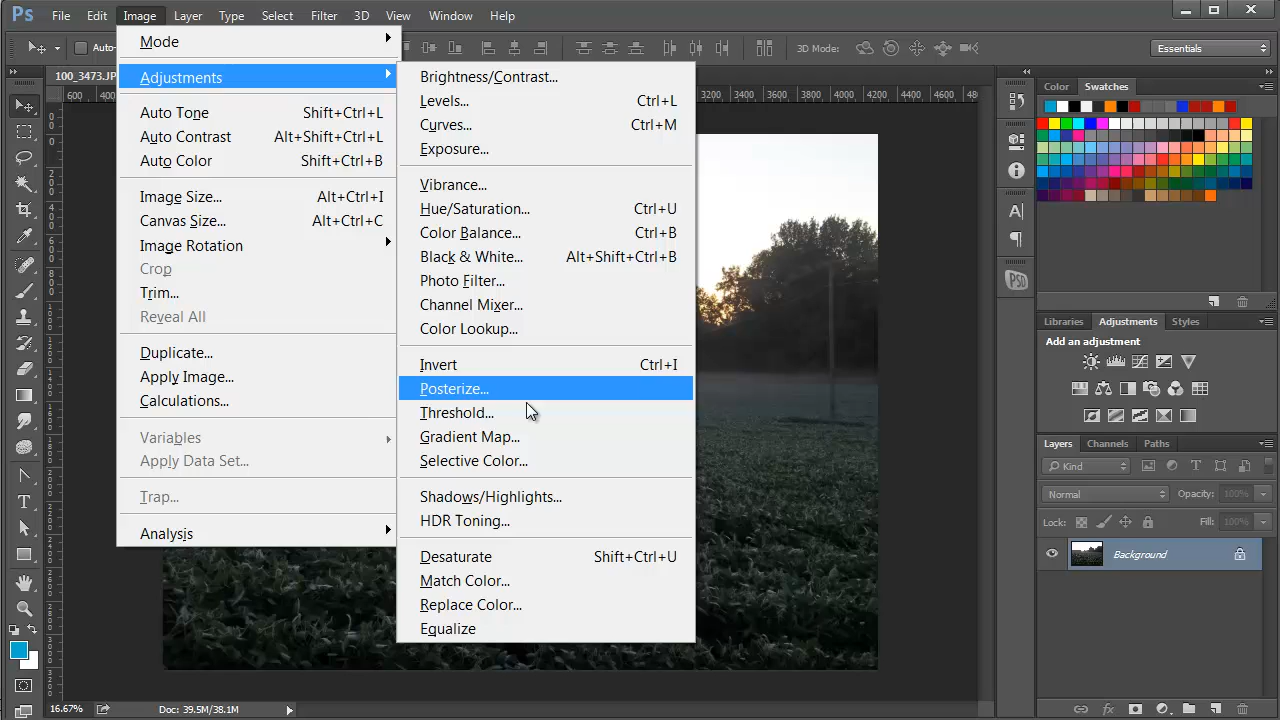 Ps File Edit Image Layer Type Select Filter 3D View Window Help
Auto- 3D Mode: Essentials
100_3473.JP
600 400 3200 3400 3600 3800 4000 4200 4400 4600
Mode
Adjustments
Auto Tone Shift+Ctrl+L
Auto Contrast Alt+Shift+Ctrl+L
Auto Color Shift+Ctrl+B
Image Size... Alt+Ctrl+I
Canvas Size... Alt+Ctrl+C
Image Rotation
Crop
Trim...
Reveal All
Duplicate...
Apply Image...
Calculations...
Variables
Apply Data Set...
Trap...
Analysis
Brightness/Contrast...
Levels... Ctrl+L
Curves... Ctrl+M
Exposure...
Vibrance...
Hue/Saturation... Ctrl+U
Color Balance... Ctrl+B
Black & White... Alt+Shift+Ctrl+B
Photo Filter...
Channel Mixer...
Color Lookup...
Invert Ctrl+I
Posterize...
Threshold...
Gradient Map...
Selective Color...
Shadows/Highlights...
HDR Toning...
Desaturate Shift+Ctrl+U
Match Color...
Replace Color...
Equalize
Color Swatches
Libraries Adjustments Styles
Add an adjustment
Layers Channels Paths
Kind
Normal Opacity: 100%
Lock: Fill: 100%
Background
16.67% Doc: 39.5M/38.1M